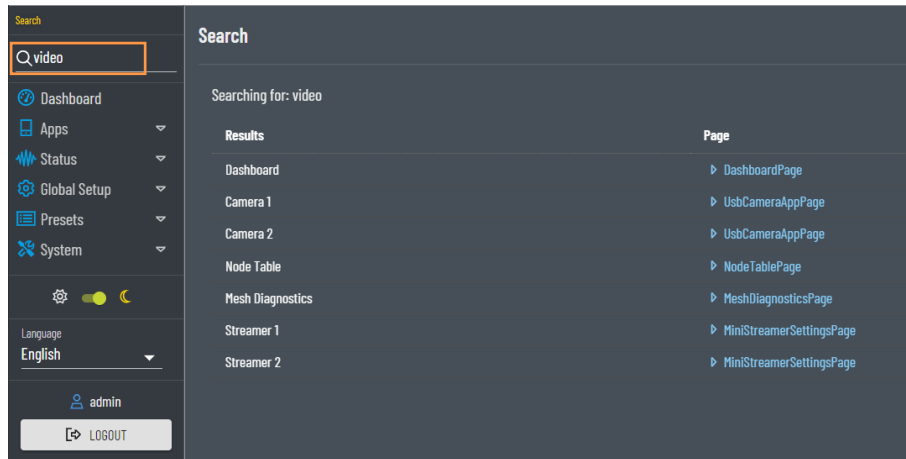 Search
video
Dashboard
Apps
Status
Global Setup
Presets
System
Language
English
admin
LOGOUT
Search
Searching for: video
Results Page
Dashboard DashboardPage
Camera 1 UsbCameraAppPage
Camera 2 UsbCameraAppPage
Node Table NodeTablePage
Mesh Diagnostics MeshDiagnosticsPage
Streamer 1 MiniStreamerSettingsPage
Streamer 2 MiniStreamerSettingsPage